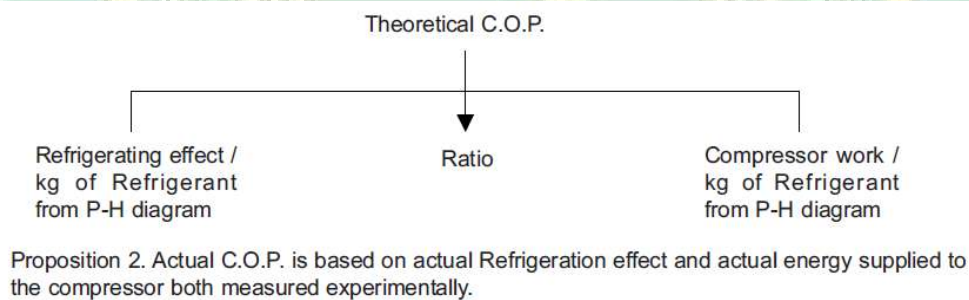 Theoretical C.O.P.
Refrigerating effect /
kg of Refrigerant
from P-H diagram
Ratio
Compressor work /
kg of Refrigerant
from P-H diagram
Proposition 2. Actual C.O.P. is based on actual Refrigeration effect and actual energy supplied to
the compressor both measured experimentally.